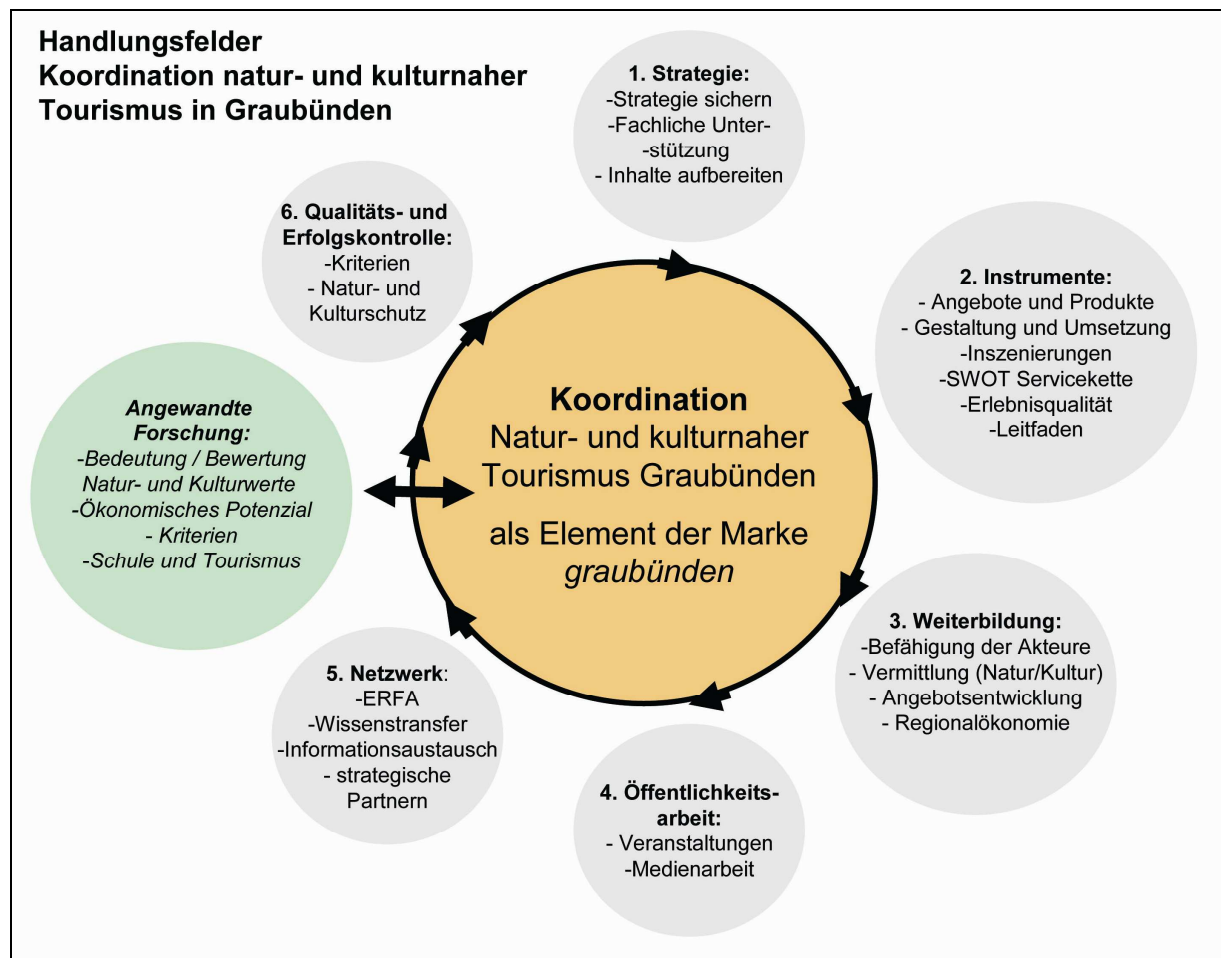 Handlungsfelder
Koordination natur- und kulturnaher
Tourismus in Graubünden
1. Strategie:
-Strategie sichern
-Fachliche Unter-
-stützung
- Inhalte aufbereiten
2. Instrumente:
- Angebote und Produkte
- Gestaltung und Umsetzung
-Inszenierungen
-SWOT Servicekette
-Erlebnisqualität
-Leitfaden
3. Weiterbildung:
-Befähigung der Akteure
- Vermittlung (Natur/Kultur)
- Angebotsentwicklung
- Regionalökonomie
4. Öffentlichkeits-
arbeit:
- Veranstaltungen
-Medienarbeit
5. Netzwerk:
-ERFA
-Wissenstransfer
-Informationsaustausch
- strategische
Partnern
6. Qualitäts- und
Erfolgskontrolle:
-Kriterien
- Natur- und
Kulturschutz
Angewandte
Forschung:
-Bedeutung / Bewertung
Natur- und Kulturwerte
-Ökonomisches Potenzial
- Kriterien
-Schule und Tourismus
Koordination
Natur- und kulturnaher
Tourismus Graubünden
als Element der Marke
graubünden